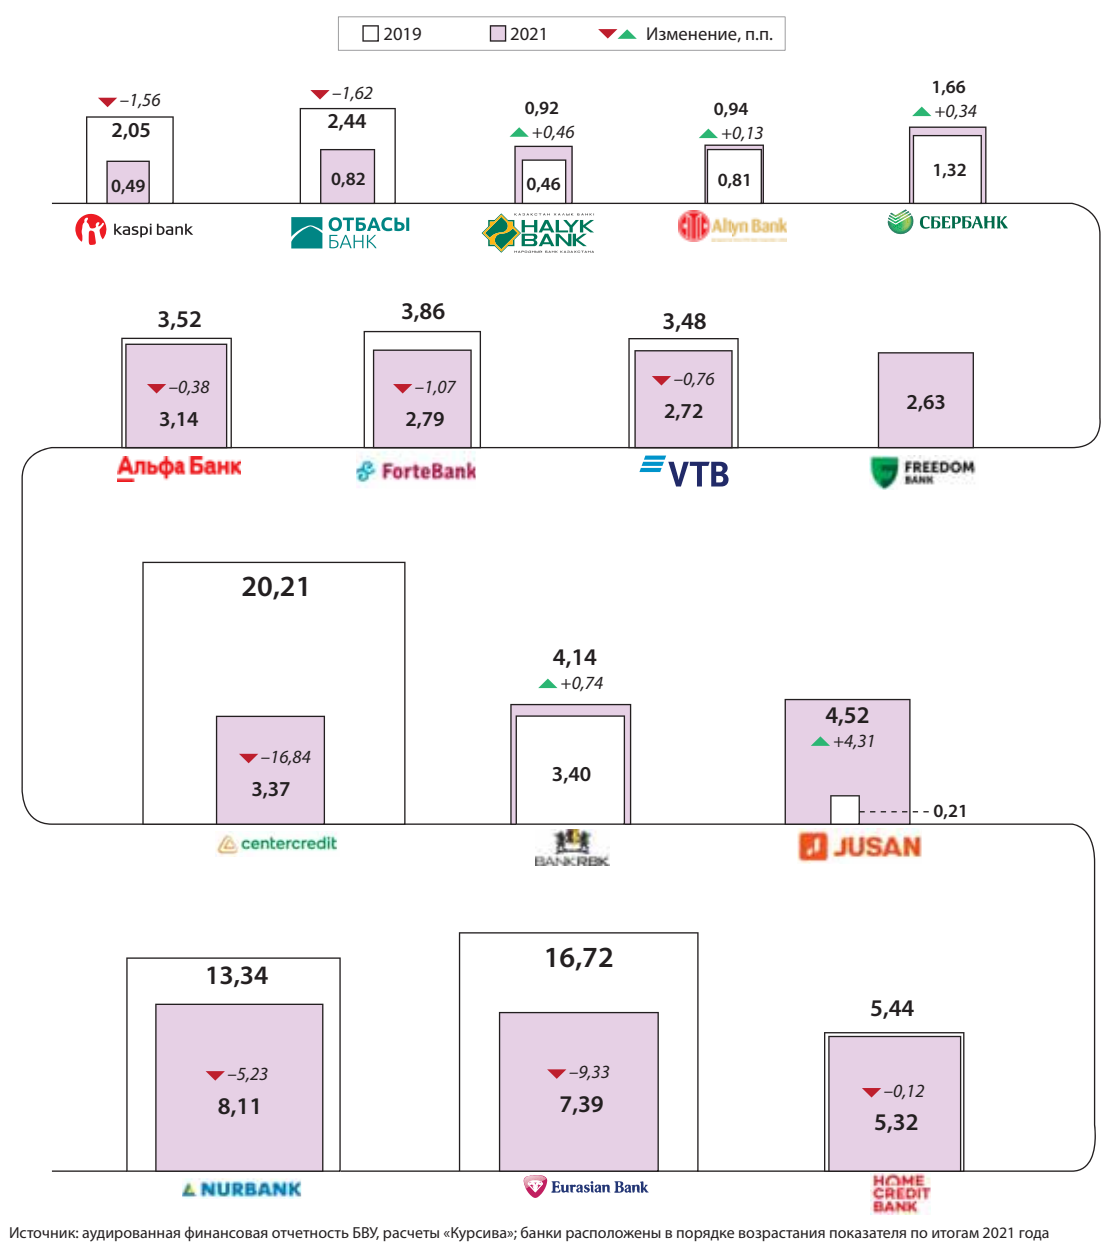 2019 2021 Изменение, п.п.
–1,56
2,05
0,49
kaspi bank
–1,62
2,44
0,82
ОТБАСЫ
БАНК
0,92
+0,46
0,46
ҚАЗАҚСТАН ХАЛЫҚ БАНКІ
HALYK
BANK
НАРОДНЫЙ БАНК КАЗАХСТАНА
0,94
+0,13
0,81
Altyn Bank
1,66
+0,34
1,32
СБЕРБАНК
3,52
–0,38
3,14
Альфа Банк
3,86
–1,07
2,79
ForteBank
3,48
–0,76
2,72
VTB
2,63
FREEDOM
BANK
20,21
–16,84
3,37
centercredit
4,14
+0,74
3,40
BANKRBK
4,52
+4,31
0,21
JUSAN
13,34
–5,23
8,11
NURBANK
16,72
–9,33
7,39
Eurasian Bank
5,44
–0,12
5,32
HOME
CREDIT
BANK
Источник: аудированная финансовая отчетность БВУ, расчеты «Курсива»; банки расположены в порядке возрастания показателя по итогам 2021 года